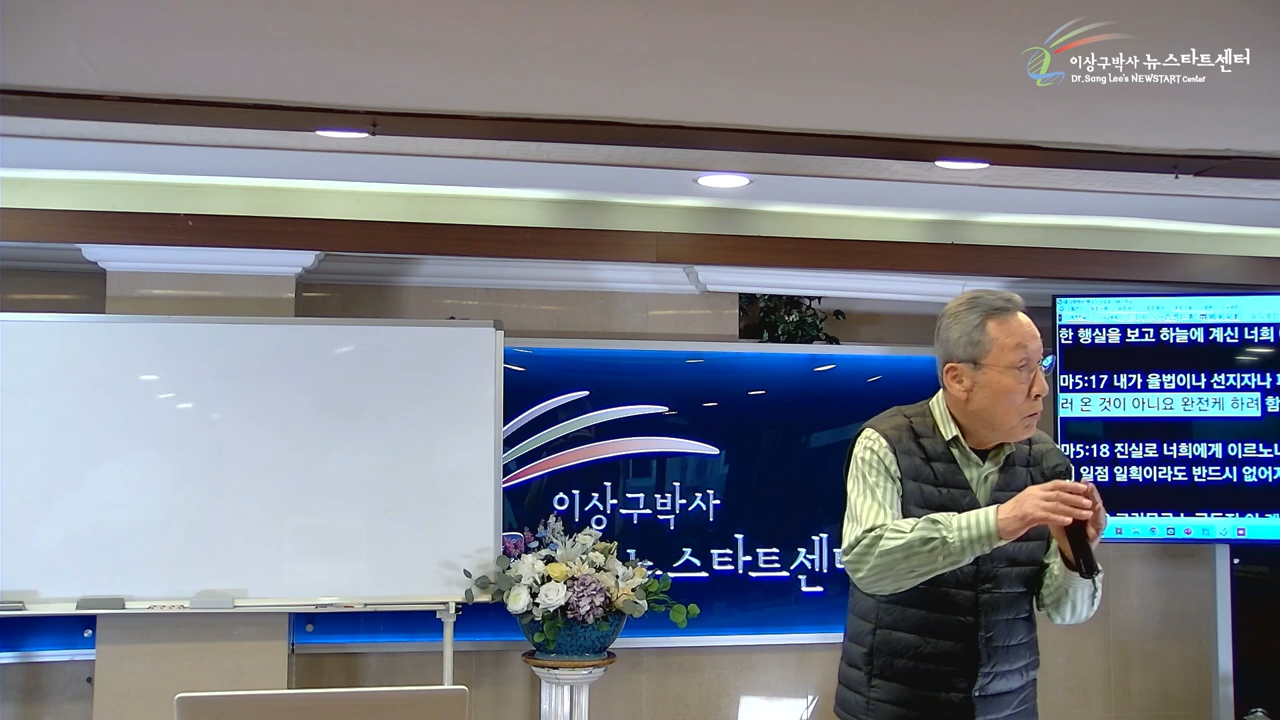 이상구박사 뉴스타트센터
Dr. Sang Lee's NEWSTART Center
한 행실을 보고 하늘에 계신 너희
마5:17 내가 율법이나 선지자나
러 온 것이 아니요 완전케 하려 함
마5:18 진실로 너희에게 이르노니
일점 일획이라도 반드시 없어지
이상구박사
뉴스타트센터